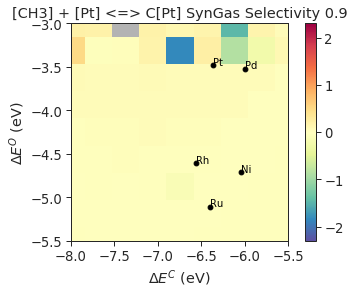 [CH3] + [Pt] <=> C[Pt] SynGas Selectivity 0.9
−3.0
−3.5
−4.0
−4.5
−5.0
−5.5
ΔE^O (eV)
Pt
Pd
Rh
Ni
Ru
−8.0 −7.5 −7.0 −6.5 −6.0 −5.5
ΔE^C (eV)
2
1
0
−1
−2